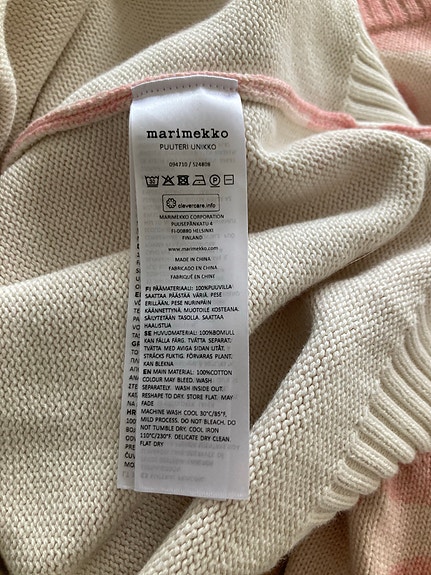 marimekko
PUUTERI UNIKKO
094710 / 524808
clevercare.info
MARIMEKKO CORPORATION
PUUSEPÄNKATU 4
FI-00880 HELSINKI
FINLAND
www.marimekko.com
MADE IN CHINA
FABRICADO EN CHINA
FABRIQUÉ EN CHINE
FI PÄÄMATERIAALI: 100%PUUVILLA
SAATTAA PÄÄSTÄÄ VÄRIÄ. PESE
ERILLÄÄN. PESE NURINPÄIN
KÄÄNNETTYNÄ. MUOTOILE KOSTEANA.
SÄILYTETÄÄN TASOLLA. SAATTAA
HAALISTUA
SE HUVUDMATERIAL: 100%BOMULL
KAN FÄLLA FÄRG. TVÄTTA SEPARAT.
TVÄTTA MED AVIGA SIDAN UTÅT.
STRÄCKS FUKTIG. FÖRVARAS PLANT.
KAN BLEKNA
EN MAIN MATERIAL: 100%COTTON
COLOUR MAY BLEED. WASH
SEPARATELY. WASH INSIDE OUT.
RESHAPE TO DRY. STORE FLAT. MAY
FADE
MACHINE WASH COOL 30°C/85°F,
MILD PROCESS. DO NOT BLEACH. DO
NOT TUMBLE DRY. COOL IRON
110°C/230°F. DELICATE DRY CLEAN.
FLAT DRY